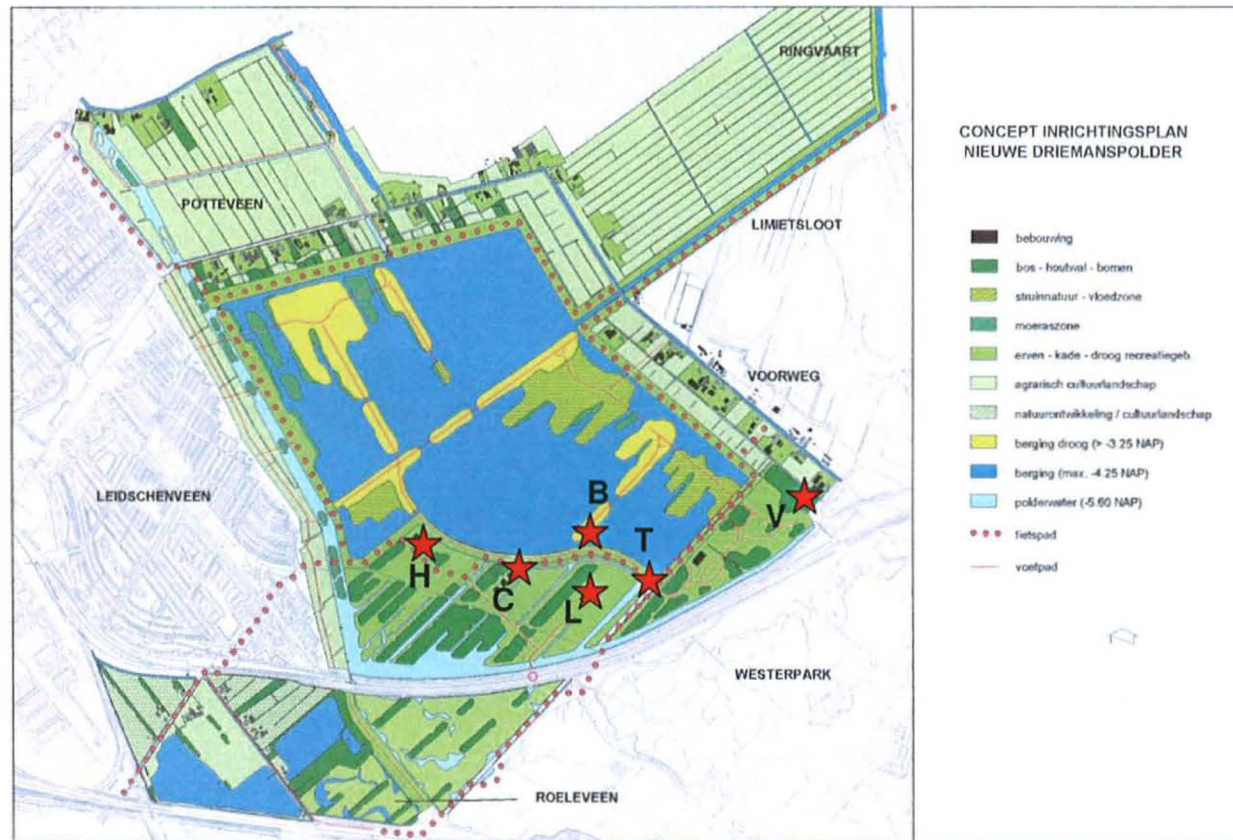 RINGVAART
POTTEVEEN
LIMIETSLOOT
VOORWEG
LEIDSCHENVEEN
B
V
T
H
C
L
WESTERPARK
ROELEVEEN
CONCEPT INRICHTINGSPLAN
NIEUWE DRIEMANSPOLDER
bebouwing
bos - houtwal - bomen
struinnatuur - vloedzone
moeraszone
erven - kade - droog recreatiegeb.
agrarisch cultuurlandschap
natuurontwikkeling / cultuurlandschap
berging droog (> -3.25 NAP)
berging (max. -4.25 NAP)
polderwater (-5.60 NAP)
fietspad
voetpad